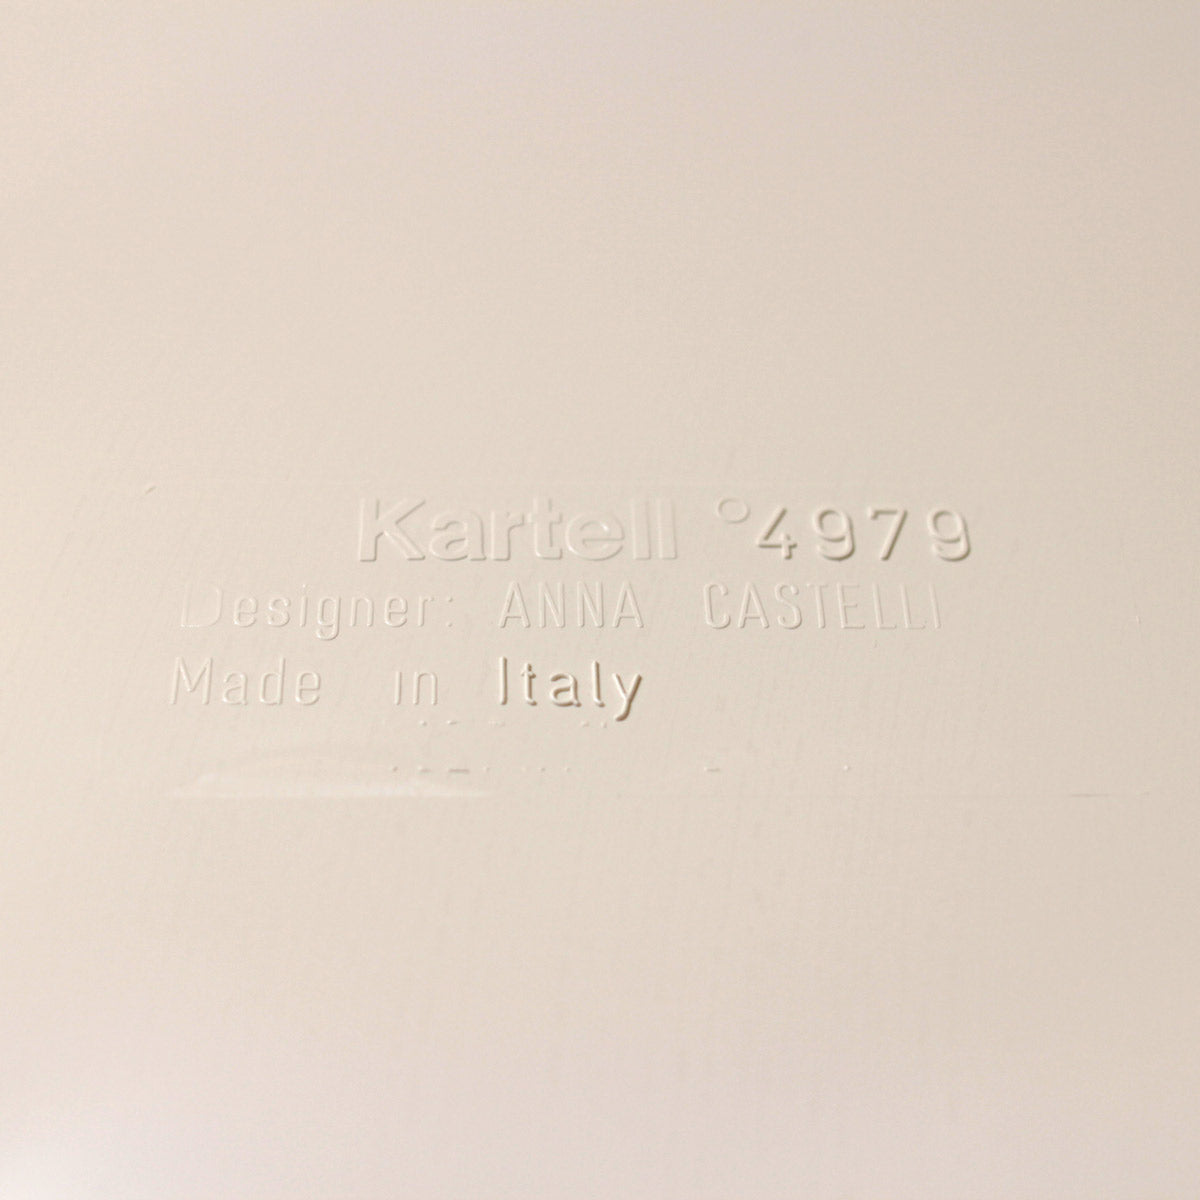 Kartell °4979
Designer: ANNA CASTELLI
Made in Italy